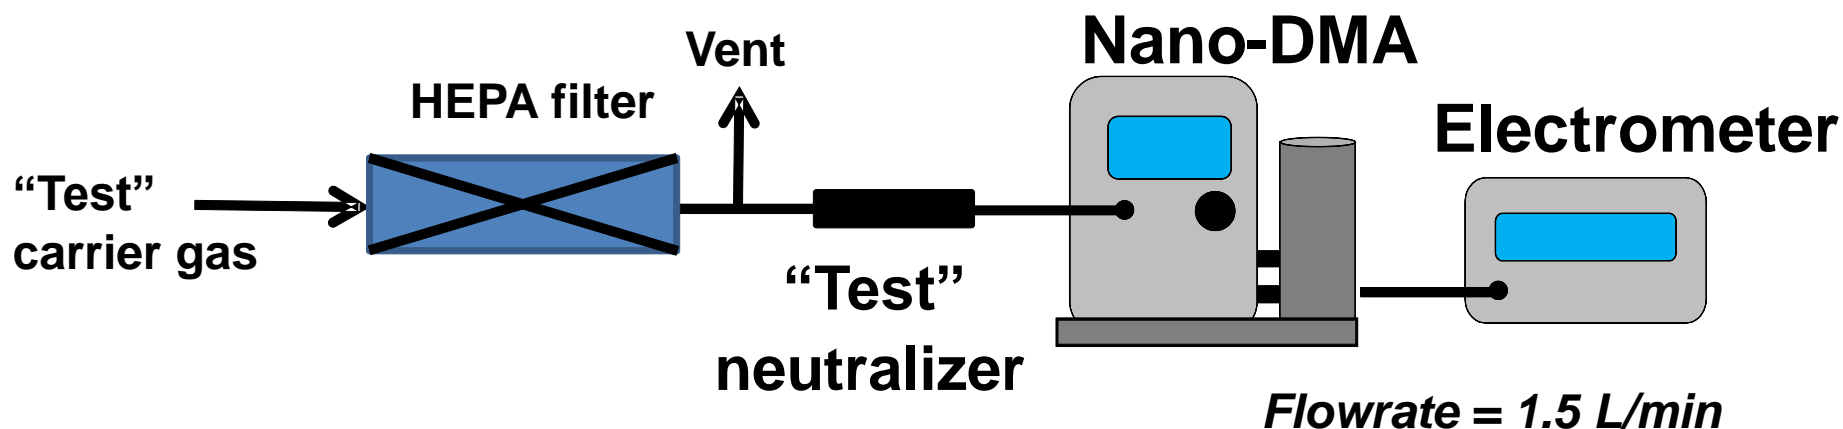 Nano-DMA
Vent
HEPA filter
Electrometer
“Test”
carrier gas
“Test”
neutralizer
Flowrate = 1.5 L/min